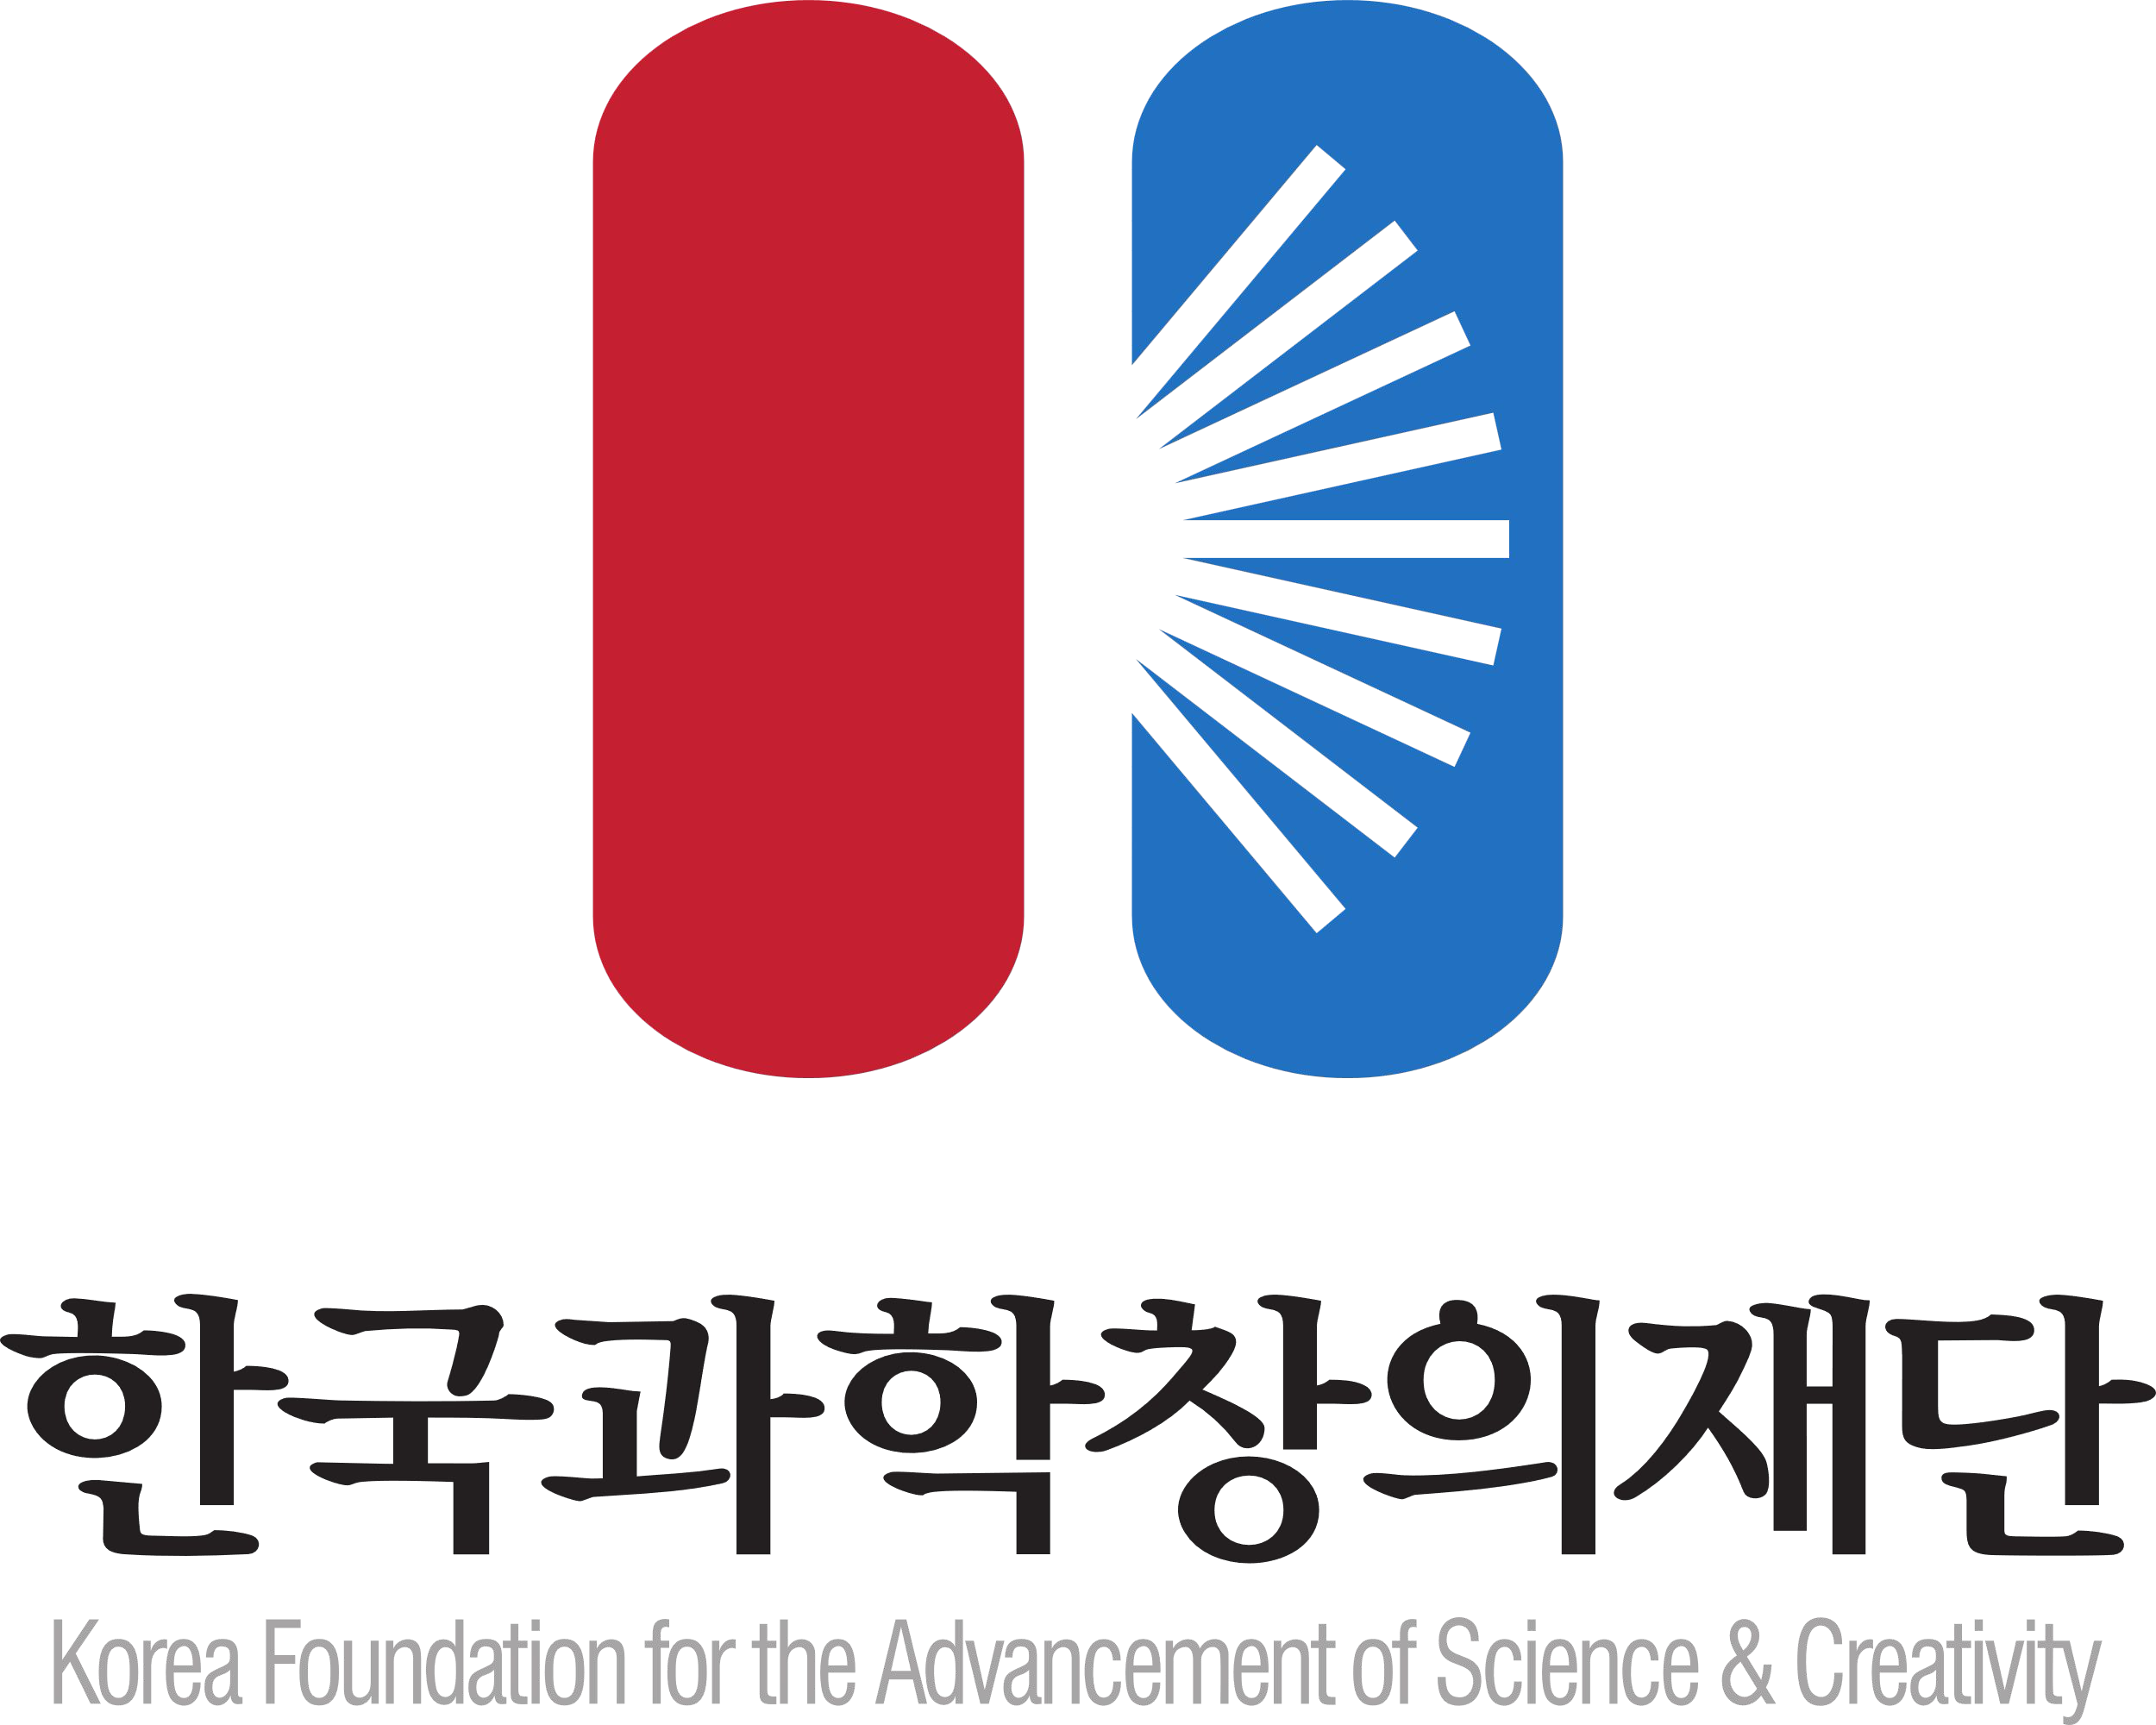 한국과학창의재단
Korea Foundation for the Advancement of Science & Creativity